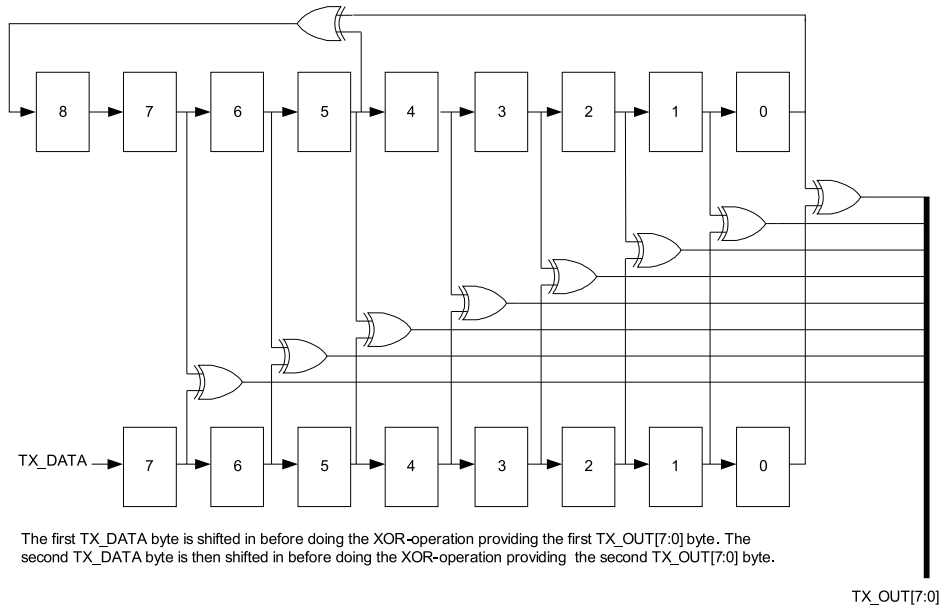 8 7 6 5 4 3 2 1 0
TX_DATA 7 6 5 4 3 2 1 0
The first TX_DATA byte is shifted in before doing the XOR-operation providing the first TX_OUT[7:0] byte. The
second TX_DATA byte is then shifted in before doing the XOR-operation providing the second TX_OUT[7:0] byte.
TX_OUT[7:0]